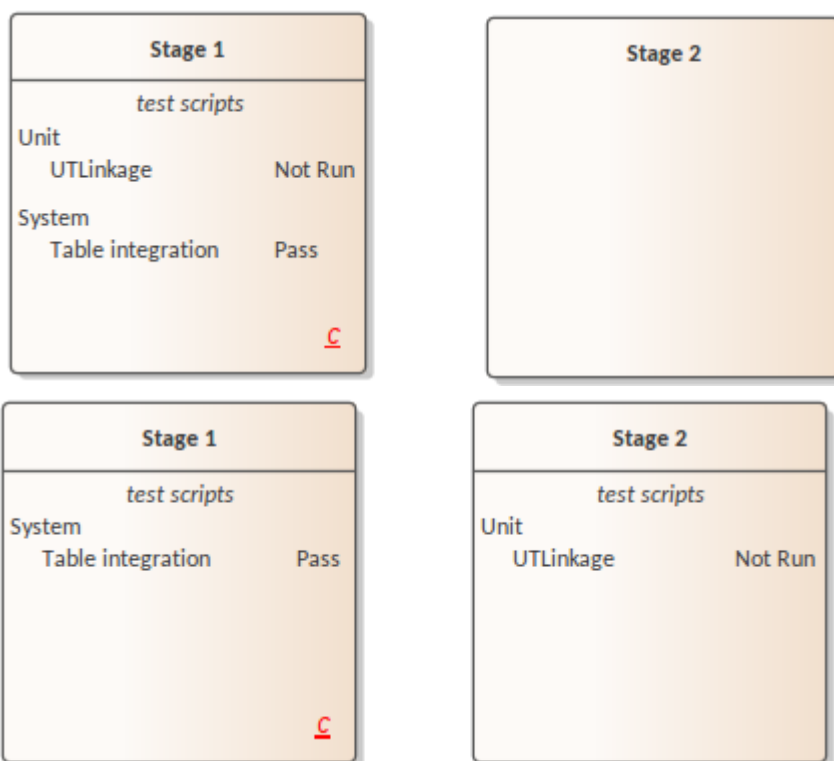 Stage 1
test scripts
Unit
UTLinkage Not Run
System
Table integration Pass
C
Stage 2
Stage 1
test scripts
System
Table integration Pass
C
Stage 2
test scripts
Unit
UTLinkage Not Run